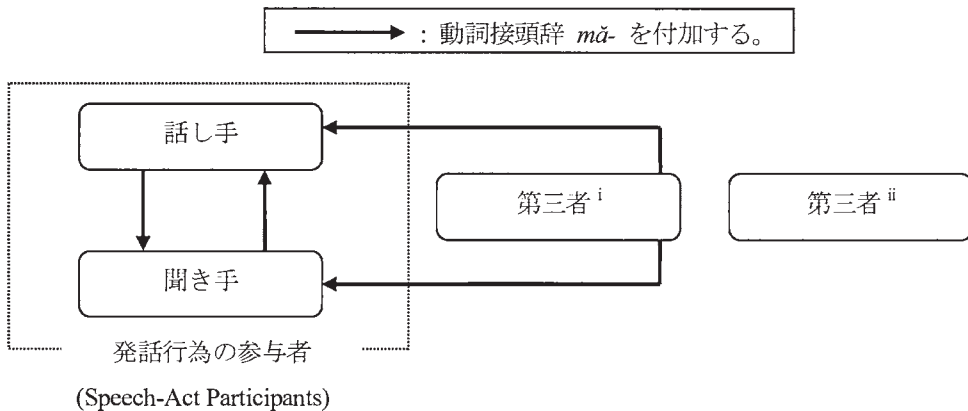 ：動詞接頭辞 mă- を付加する。
話し手
第三者 i
第三者 ii
聞き手
発話行為の参与者
(Speech-Act Participants)